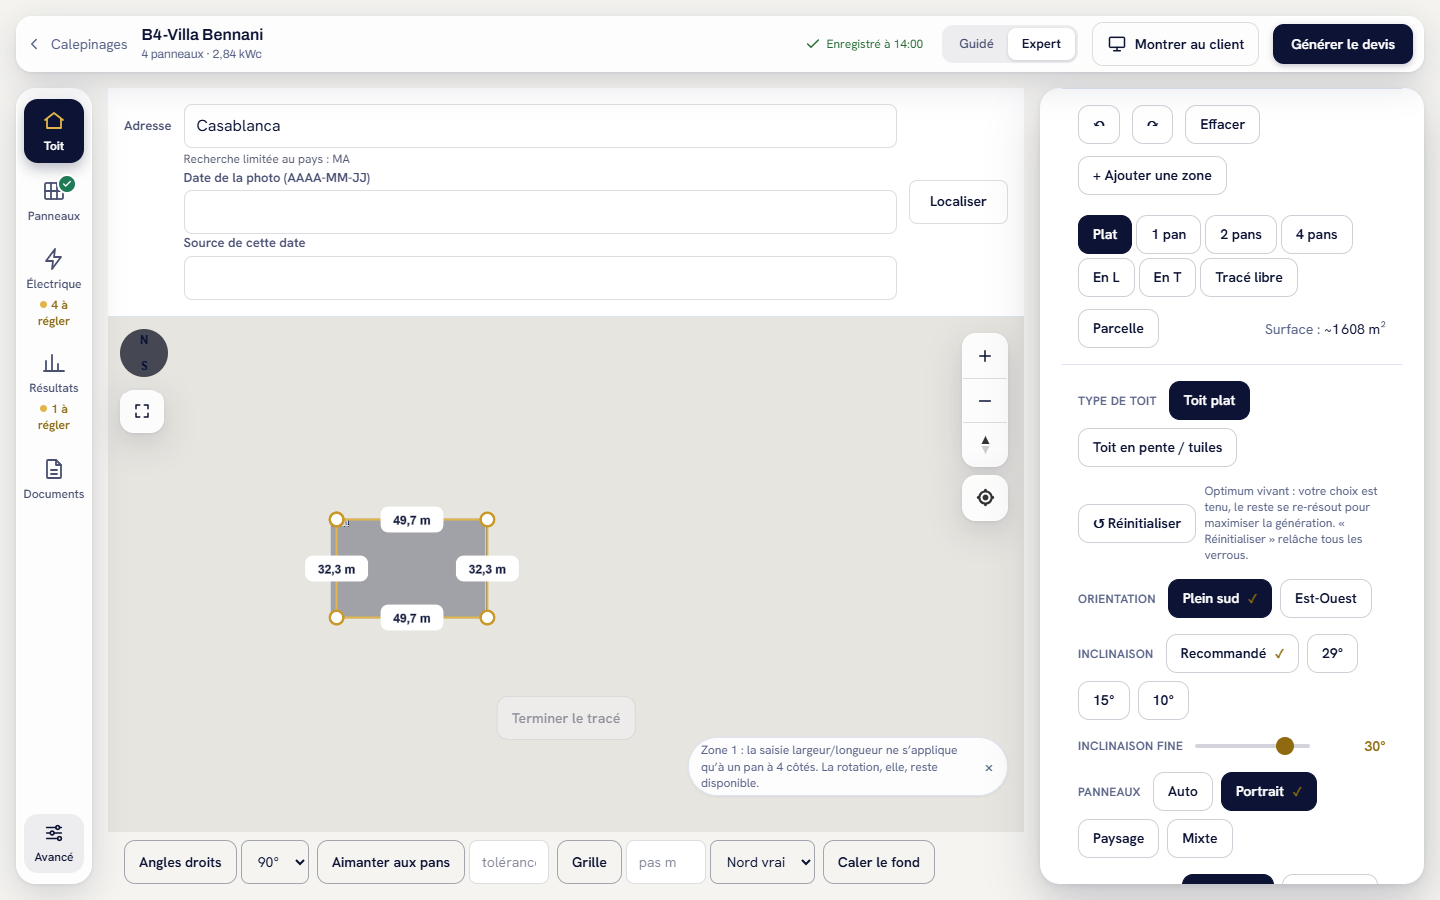 Calepinages
B4-Villa Bennani
4 panneaux · 2,84 kWc
Enregistré à 14:00
Guidé
Expert
Montrer au client
Générer le devis
Toit
Panneaux
Électrique
4 à
régler
Résultats
1 à
régler
Documents
Avancé
Adresse
Casablanca
Recherche limitée au pays : MA
Date de la photo (AAAA-MM-JJ)
Localiser
Source de cette date
N
S
49,7 m
32,3 m
32,3 m
49,7 m
Terminer le tracé
Zone 1 : la saisie largeur/longueur ne s’applique
qu’à un pan à 4 côtés. La rotation, elle, reste
disponible.
×
Angles droits
90°
Aimanter aux pans
tolérance
Grille
pas m
Nord vrai
Caler le fond
Effacer
+ Ajouter une zone
Plat
1 pan
2 pans
4 pans
En L
En T
Tracé libre
Parcelle
Surface : ~1 608 m²
TYPE DE TOIT
Toit plat
Toit en pente / tuiles
↺ Réinitialiser
Optimum vivant : votre choix est
tenu, le reste se re-résout pour
maximiser la génération. «
Réinitialiser » relâche tous les
verrous.
ORIENTATION
Plein sud ✓
Est-Ouest
INCLINAISON
Recommandé ✓
29°
15°
10°
INCLINAISON FINE
30°
PANNEAUX
Auto
Portrait ✓
Paysage
Mixte